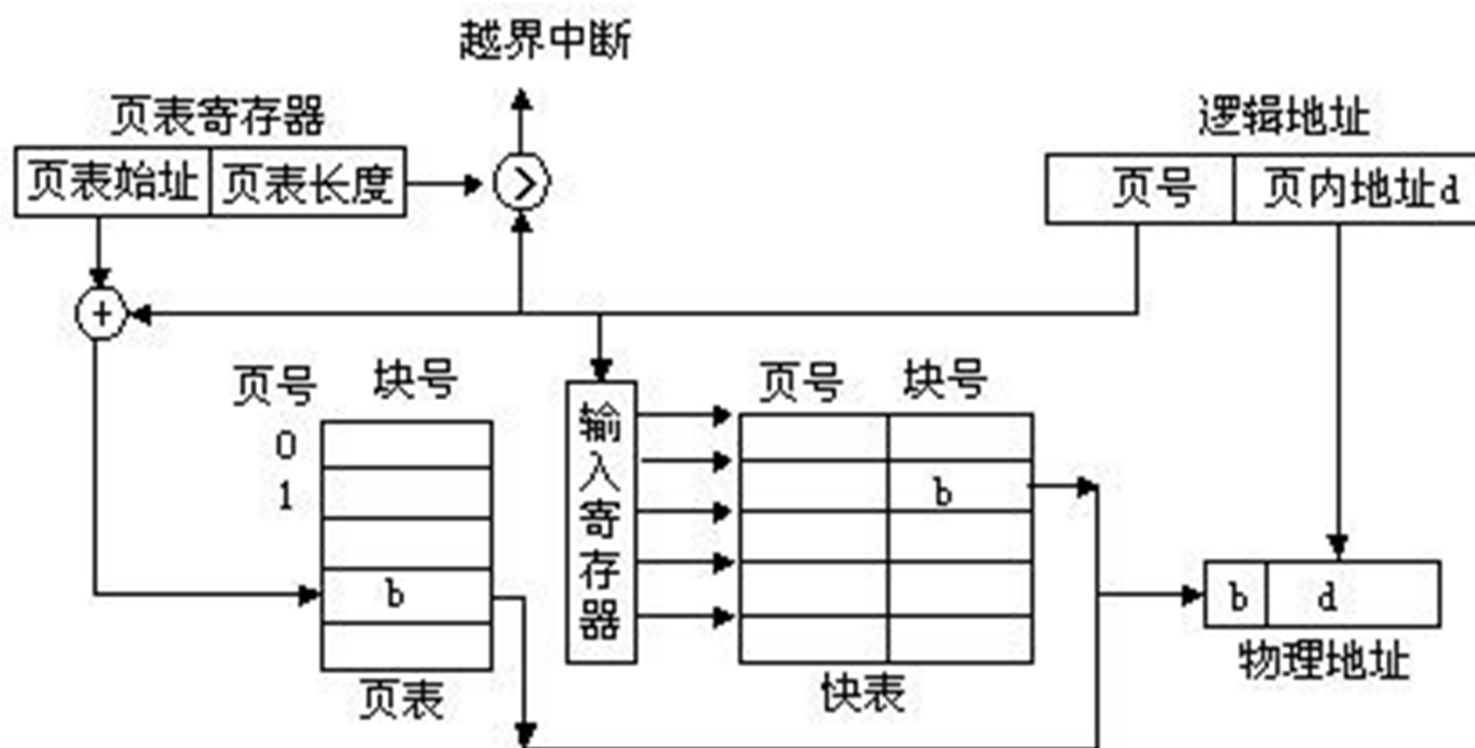 越界中断
页表寄存器
逻辑地址
页表始址 页表长度 >
页号 页内地址d
+
页号 块号
页号 块号
0
1
b
输入寄存器
b
b d
物理地址
页表
快表